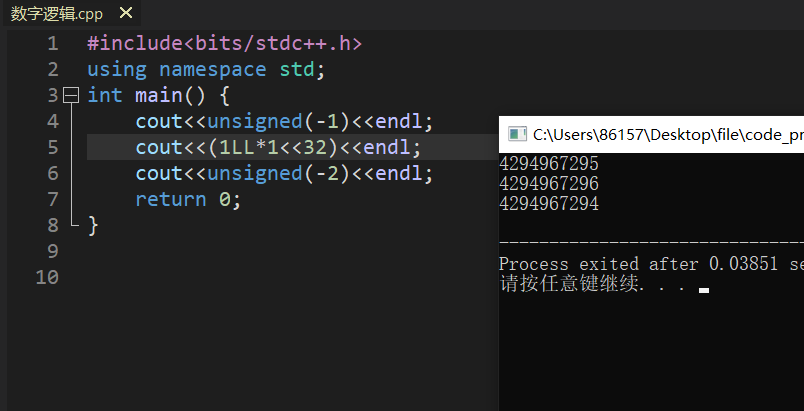 数字逻辑.cpp ✕
1 #include<bits/stdc++.h>
2 using namespace std;
3 int main() {
4     cout<<unsigned(-1)<<endl;
5     cout<<(1LL*1<<32)<<endl;
6     cout<<unsigned(-2)<<endl;
7     return 0;
8 }
9
10
C:\Users\86157\Desktop\file\code_pr
4294967295
4294967296
4294967294
--------------------------------
Process exited after 0.03851 se
请按任意键继续. . .